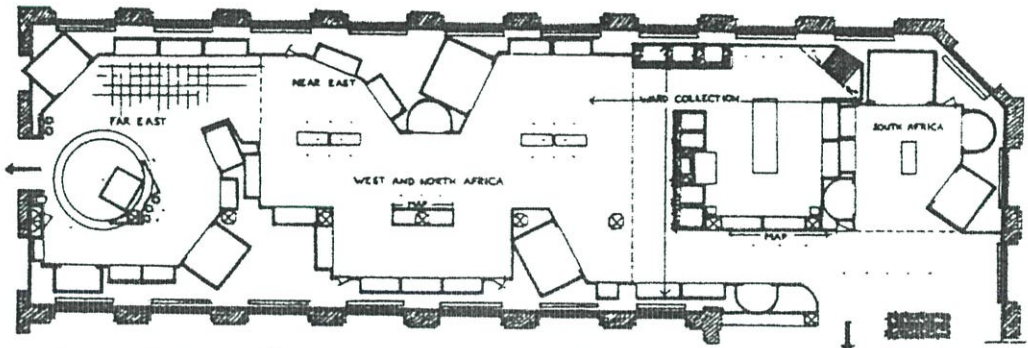 NEAR EAST
FAR EAST
WARD COLLECTION
SOUTH AFRICA
WEST AND NORTH AFRICA
MAP
MAP